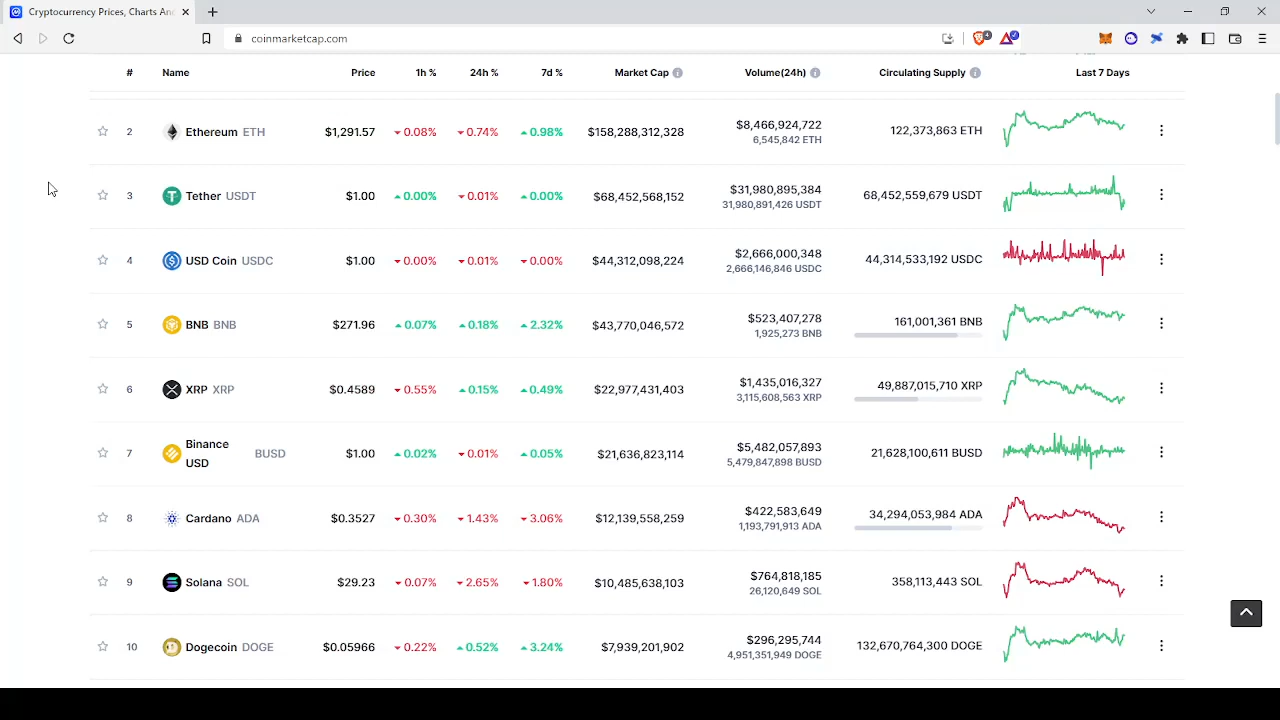 Cryptocurrency Prices, Charts And
coinmarketcap.com
# Name Price 1h % 24h % 7d % Market Cap Volume(24h) Circulating Supply Last 7 Days
2 Ethereum ETH $1,291.57 0.08% 0.74% 0.98% $158,288,312,328 $8,466,924,722 122,373,863 ETH
6,545,842 ETH
3 Tether USDT $1.00 0.00% 0.01% 0.00% $68,452,568,152 $31,980,895,384 68,452,559,679 USDT
31,980,891,426 USDT
4 USD Coin USDC $1.00 0.00% 0.01% 0.00% $44,312,098,224 $2,666,000,348 44,314,533,192 USDC
2,666,146,846 USDC
5 BNB BNB $271.96 0.07% 0.18% 2.32% $43,770,046,572 $523,407,278 161,001,361 BNB
1,925,273 BNB
6 XRP XRP $0.4589 0.55% 0.15% 0.49% $22,977,431,403 $1,435,016,327 49,887,015,710 XRP
3,115,608,563 XRP
7 Binance USD BUSD $1.00 0.02% 0.01% 0.05% $21,636,823,114 $5,482,057,893 21,628,100,611 BUSD
5,479,847,898 BUSD
8 Cardano ADA $0.3527 0.30% 1.43% 3.06% $12,139,558,259 $422,583,649 34,294,053,984 ADA
1,193,791,913 ADA
9 Solana SOL $29.23 0.07% 2.65% 1.80% $10,485,638,103 $764,818,185 358,113,443 SOL
26,120,649 SOL
10 Dogecoin DOGE $0.05966 0.22% 0.52% 3.24% $7,939,201,902 $296,295,744 132,670,764,300 DOGE
4,951,351,949 DOGE